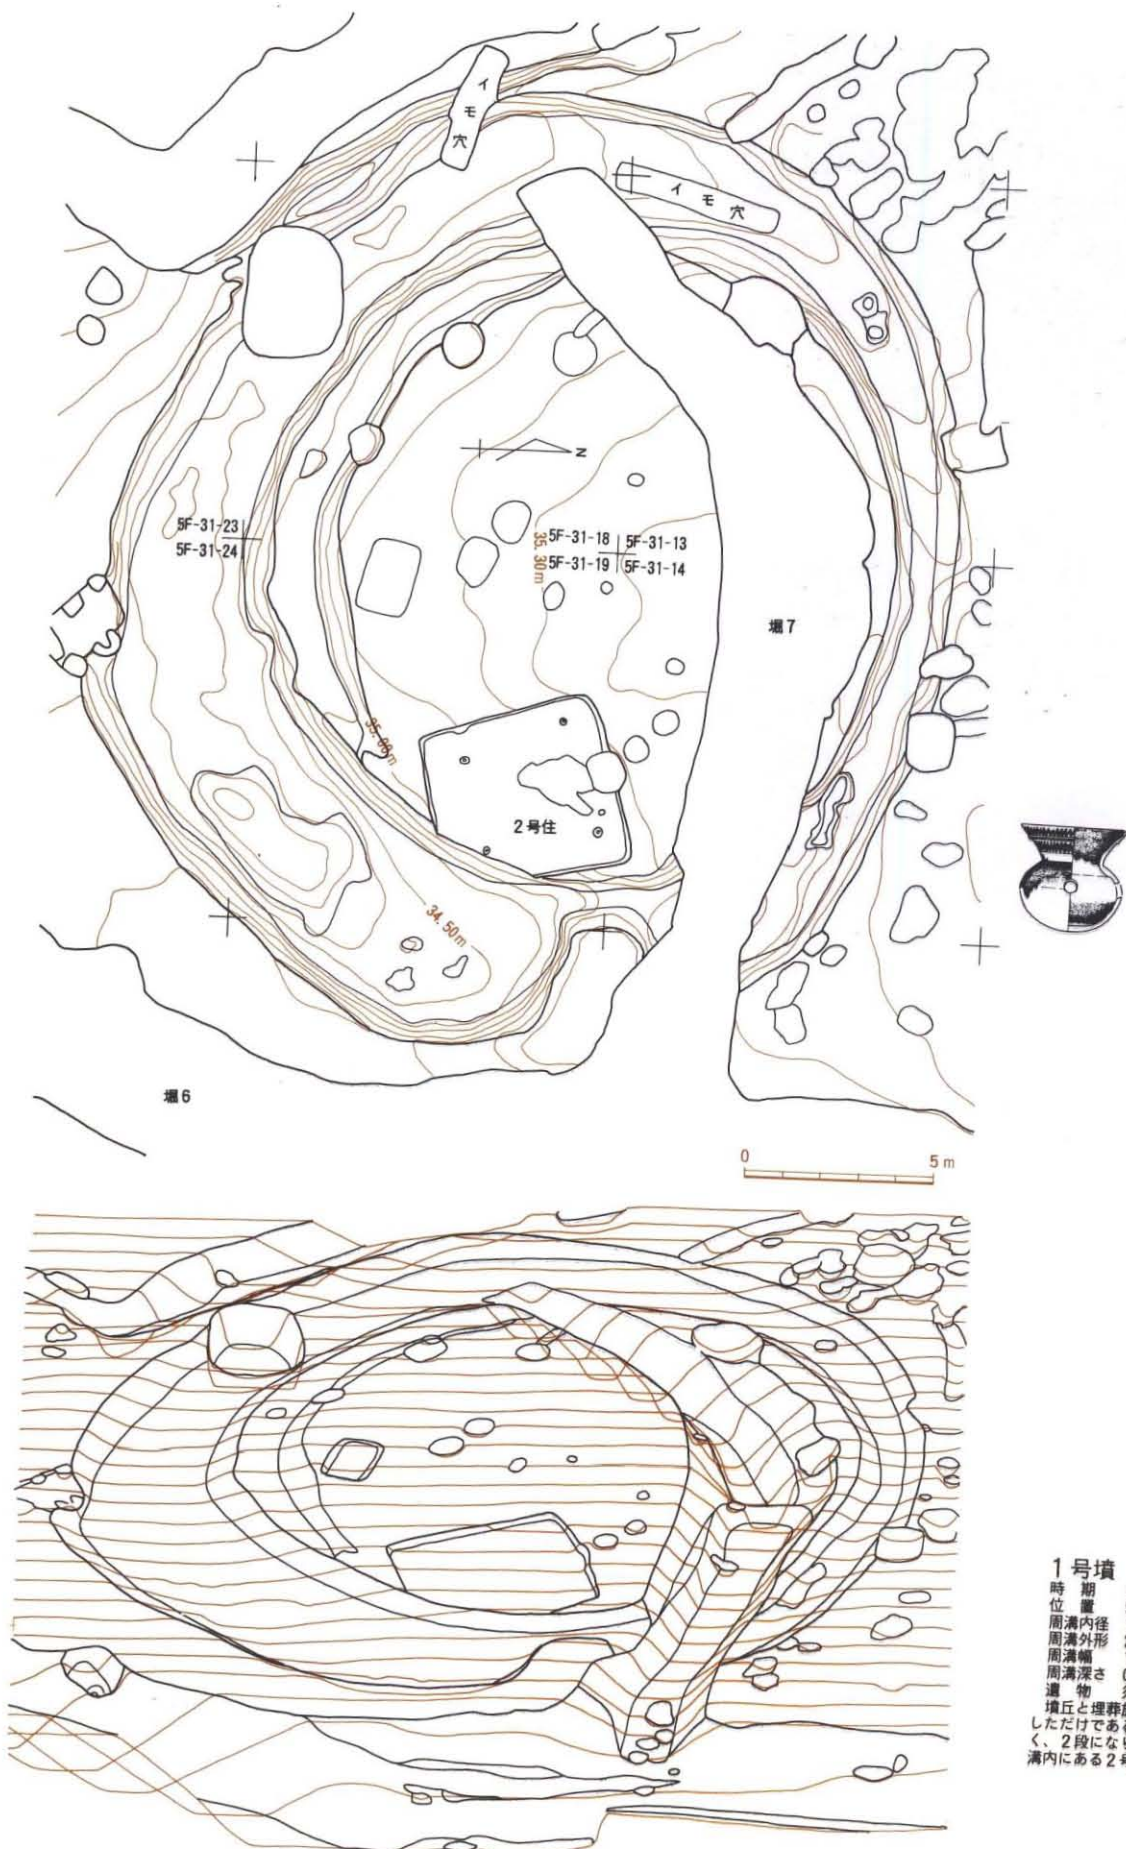 イモ穴
イモ穴
N
5F-31-23
5F-31-24
35.30m
5F-31-18
5F-31-13
5F-31-19
5F-31-14
堀7
35.00m
2号住
34.50m
堀6
0 5m
1号墳
時期
位置
周溝内径
周溝外形
周溝幅
周溝深さ
遺物
墳丘と埋葬
しただけである
く、2段にな
溝内にある2号